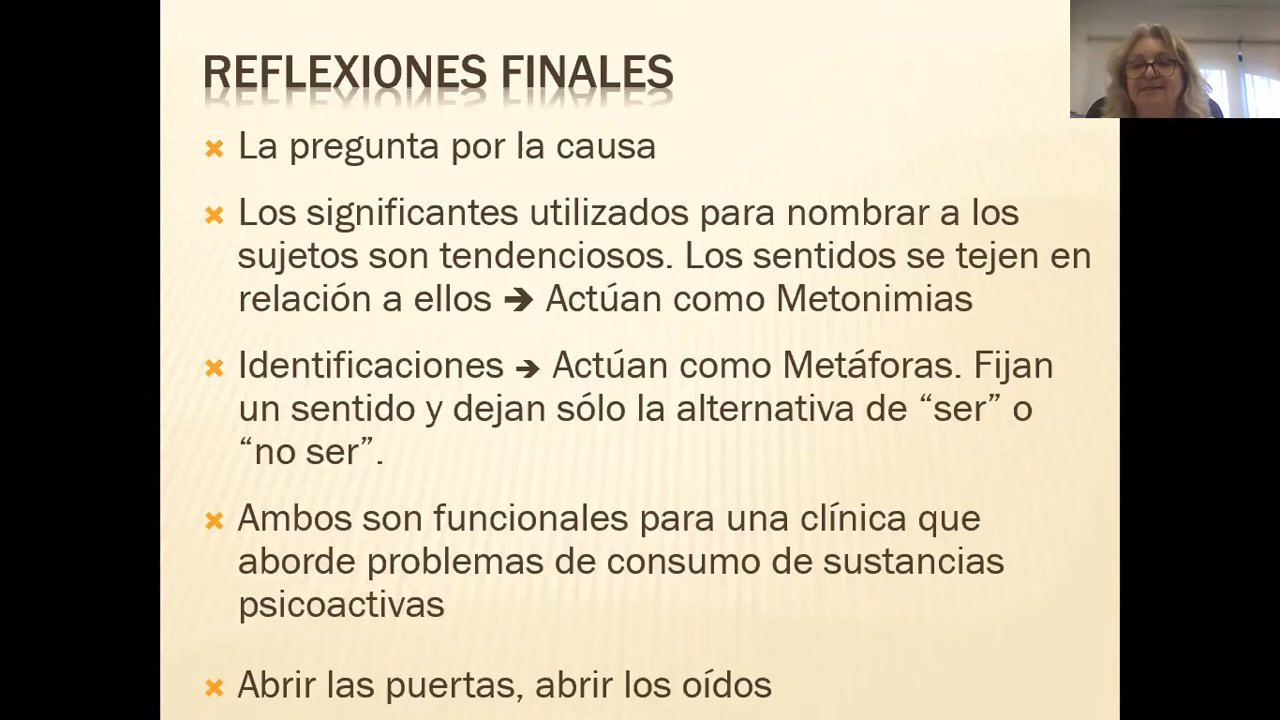 REFLEXIONES FINALES
La pregunta por la causa
Los significantes utilizados para nombrar a los
sujetos son tendenciosos. Los sentidos se tejen en
relación a ellos ➔ Actúan como Metonimias
Identificaciones ➔ Actúan como Metáforas. Fijan
un sentido y dejan sólo la alternativa de “ser” o
“no ser”.
Ambos son funcionales para una clínica que
aborde problemas de consumo de sustancias
psicoactivas
Abrir las puertas, abrir los oídos